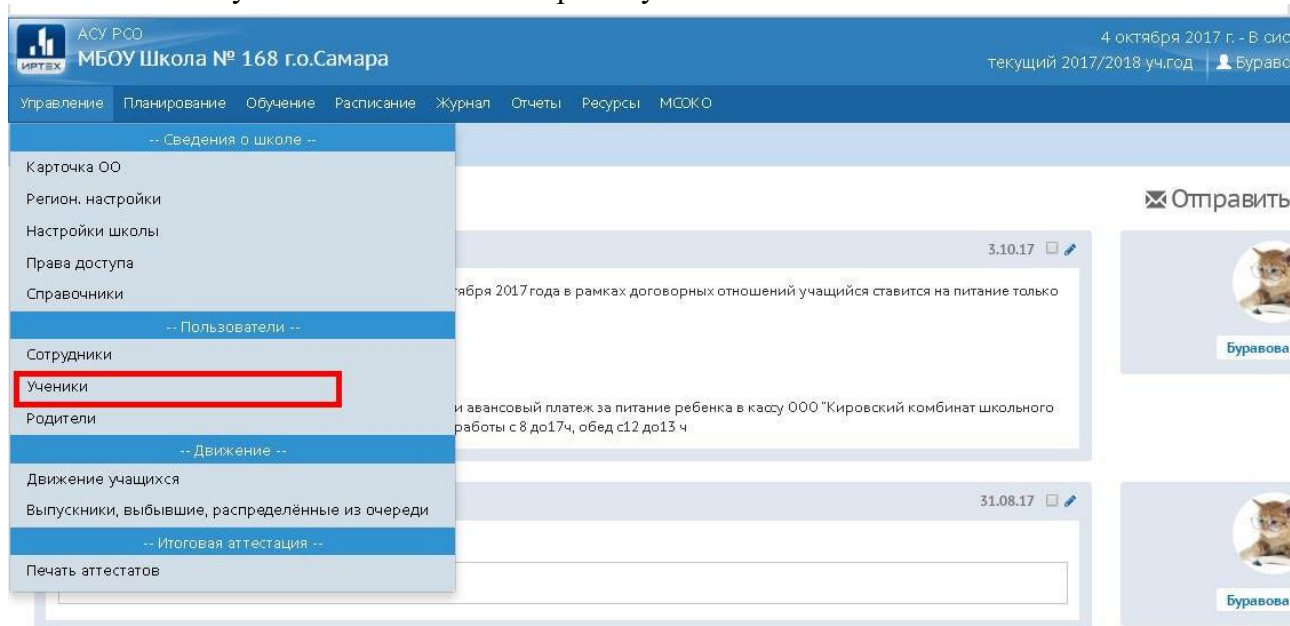 АСУ РСО
ИРТЕХ
МБОУ Школа № 168 г.о.Самара
4 октября 2017 г. - В
текущий 2017/2018 уч.год
Управление Планирование Обучение Расписание Журнал Отчеты Ресурсы МСОКО
-- Сведения о школе --
Карточка ОО
Регион. настройки
Настройки школы
Права доступа
Справочники
-- Пользователи --
Сотрудники
Ученики
Родители
-- Движение --
Движение учащихся
Выпускники, выбывшие, распределённые из очереди
-- Итоговая аттестация --
Печать аттестатов
Отправить
3.10.17
2017 года в рамках договорных отношений учащийся ставится на питание только
и авансовый платеж за питание ребенка в кассу ООО "Кировский комбинат школьного
работы с 8 до17ч, обед с12 до13 ч
Буравова
31.08.17
Буравова